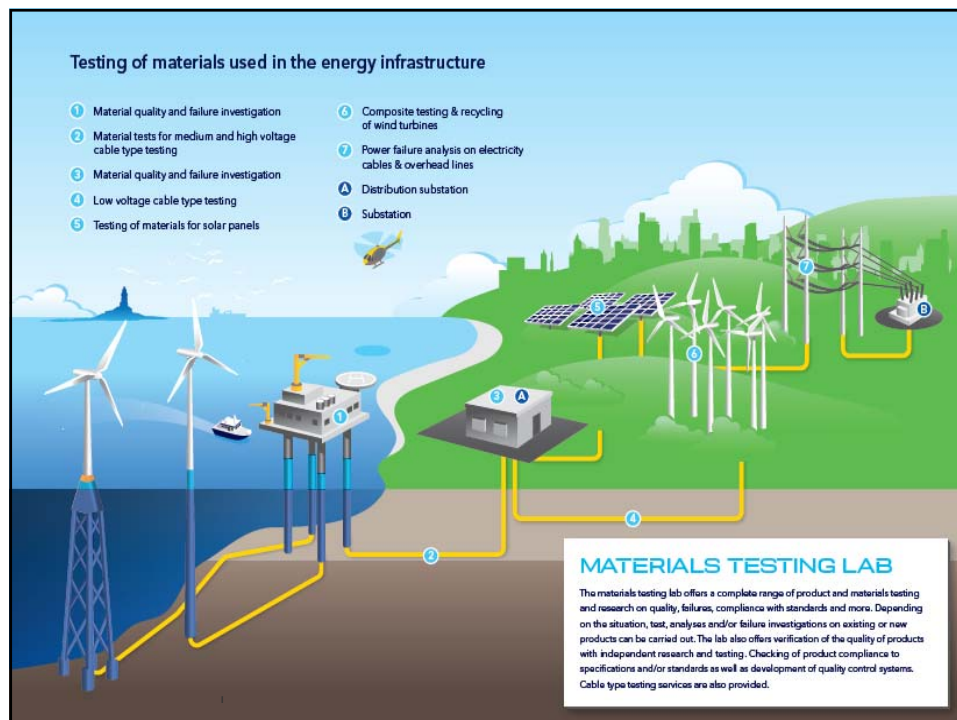 Testing of materials used in the energy infrastructure
1 Material quality and failure investigation
2 Material tests for medium and high voltage
cable type testing
3 Material quality and failure investigation
4 Low voltage cable type testing
5 Testing of materials for solar panels
6 Composite testing & recycling
of wind turbines
7 Power failure analysis on electricity
cables & overhead lines
A Distribution substation
B Substation
7
5
B
6
3 A
1
4
2
MATERIALS TESTING LAB
The materials testing lab offers a complete range of product and materials testing
and research on quality, failures, compliance with standards and more. Depending
on the situation, test, analyses and/or failure investigations on existing or new
products can be carried out. The lab also offers verification of the quality of products
with independent research and testing. Checking of product compliance to
specifications and/or standards as well as development of quality control systems.
Cable type testing services are also provided.